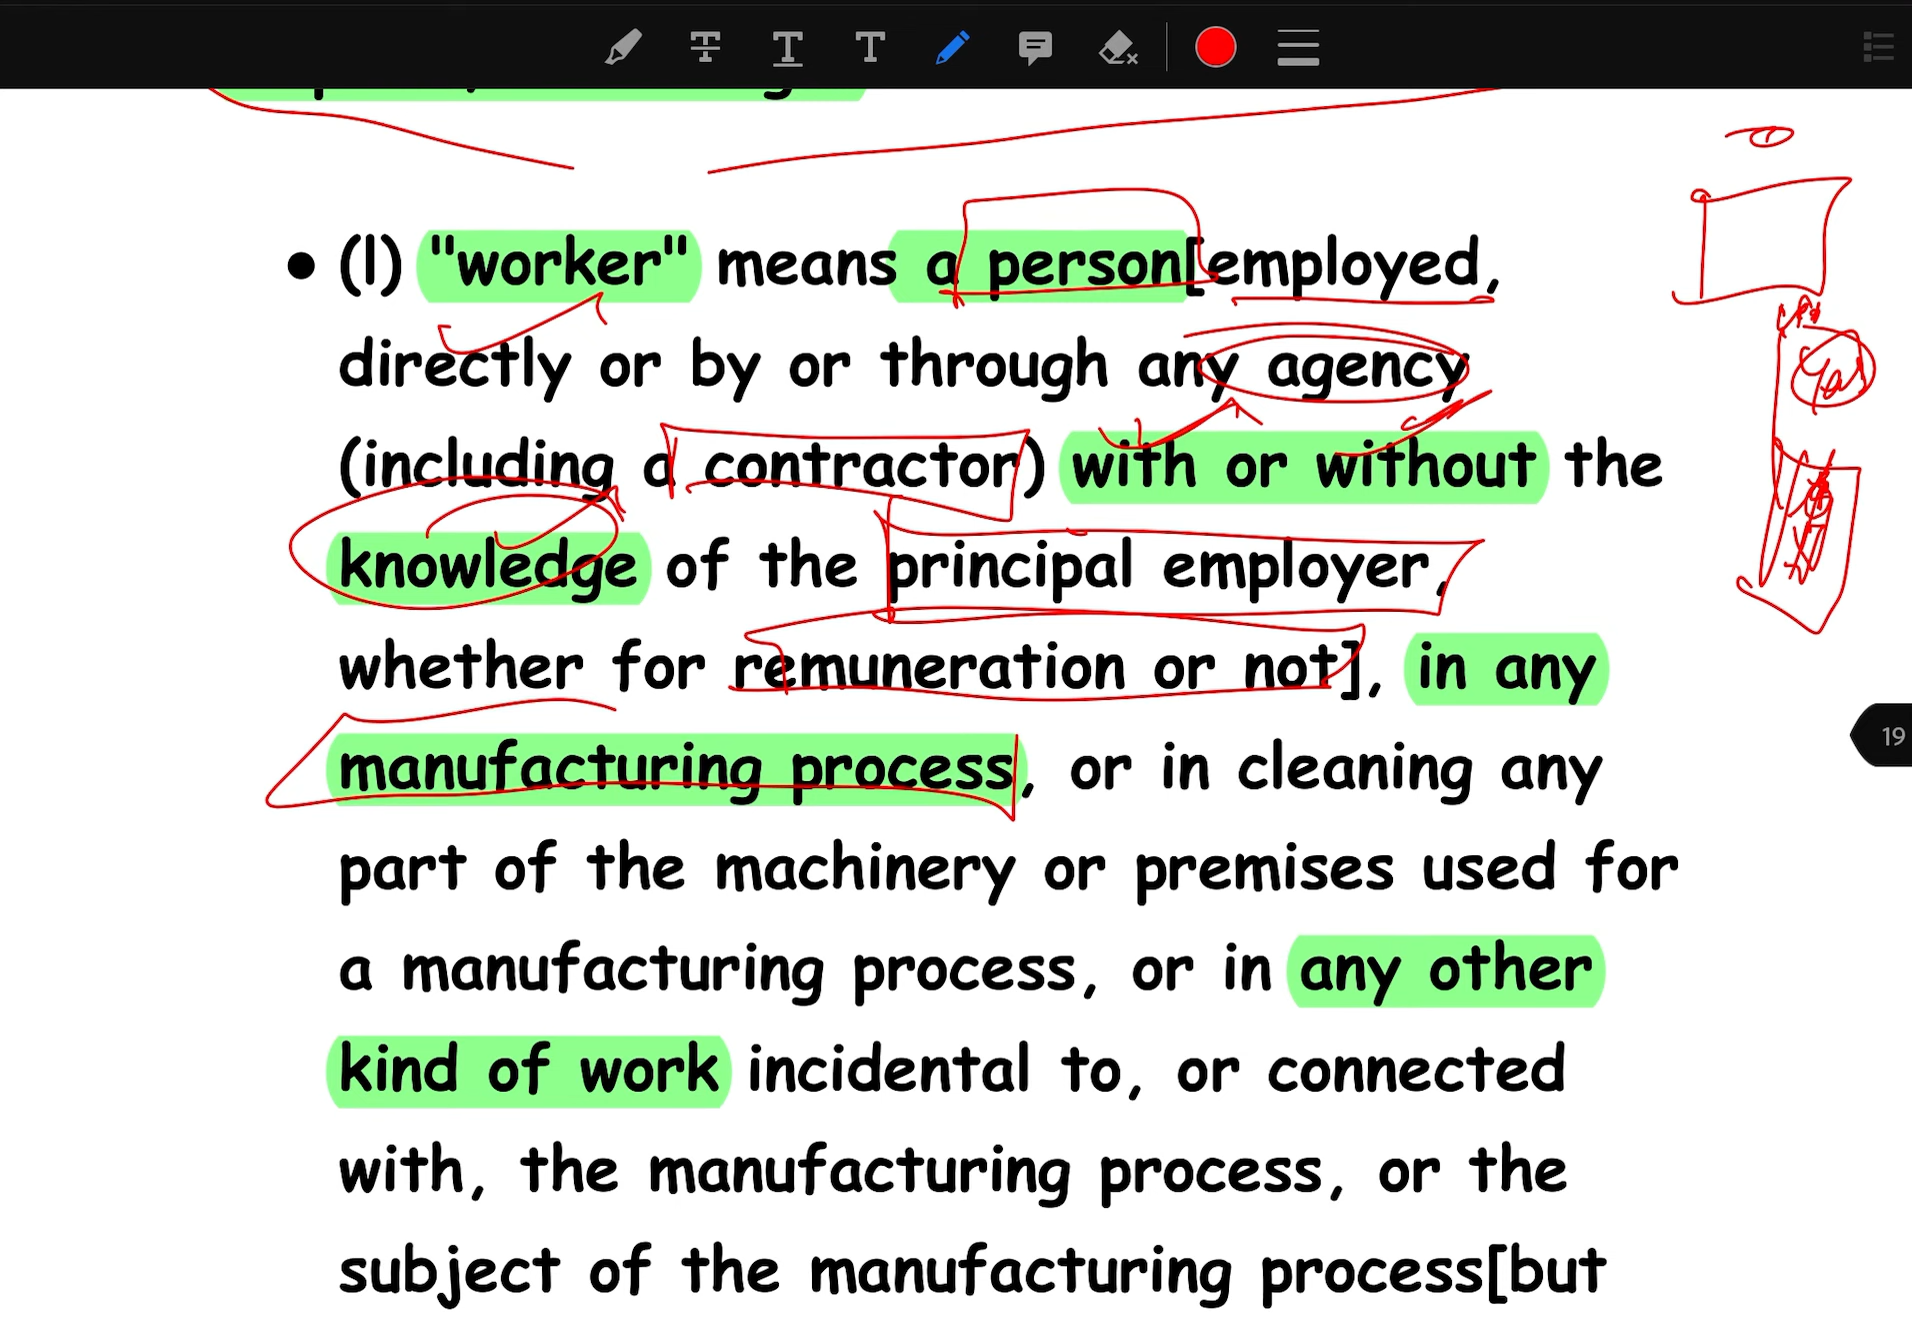 • (l) "worker" means a person[employed,
directly or by or through any agency
(including a contractor) with or without the
knowledge of the principal employer,
whether for remuneration or not], in any
manufacturing process, or in cleaning any
part of the machinery or premises used for
a manufacturing process, or in any other
kind of work incidental to, or connected
with, the manufacturing process, or the
subject of the manufacturing process[but
19